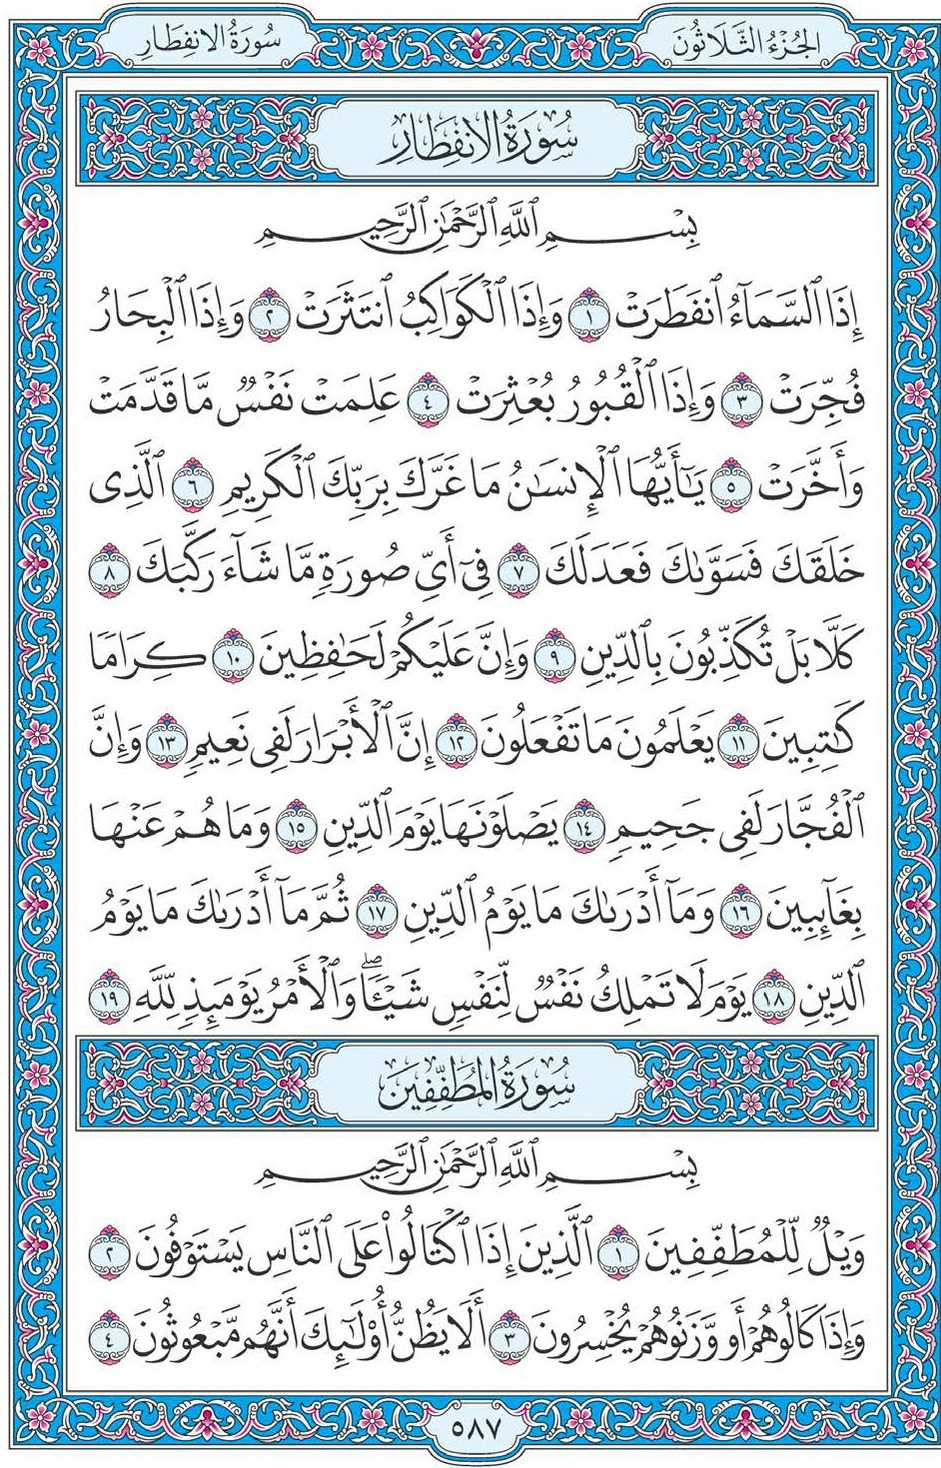 الجُزْءُ الثَّلَاثُونَ
سُورَةُ الِانفِطَارِ
سُورَةُ الِانفِطَارِ
بِسْمِ ٱللَّهِ ٱلرَّحْمَٰنِ ٱلرَّحِيمِ
إِذَا ٱلسَّمَآءُ ٱنفَطَرَتْ ١ وَإِذَا ٱلْكَوَاكِبُ ٱنتَثَرَتْ ٢ وَإِذَا ٱلْبِحَارُ
فُجِّرَتْ ٣ وَإِذَا ٱلْقُبُورُ بُعْثِرَتْ ٤ عَلِمَتْ نَفْسٌ مَّا قَدَّمَتْ
وَأَخَّرَتْ ٥ يَٰٓأَيُّهَا ٱلْإِنسَٰنُ مَا غَرَّكَ بِرَبِّكَ ٱلْكَرِيمِ ٦ ٱلَّذِى
خَلَقَكَ فَسَوَّىٰكَ فَعَدَلَكَ ٧ فِىٓ أَىِّ صُورَةٍ مَّا شَآءَ رَكَّبَكَ ٨
كَلَّا بَلْ تُكَذِّبُونَ بِٱلدِّينِ ٩ وَإِنَّ عَلَيْكُمْ لَحَٰفِظِينَ ١٠ كِرَامًا
كَٰتِبِينَ ١١ يَعْلَمُونَ مَا تَفْعَلُونَ ١٢ إِنَّ ٱلْأَبْرَارَ لَفِى نَعِيمٍ ١٣ وَإِنَّ
ٱلْفُجَّارَ لَفِى جَحِيمٍ ١٤ يَصْلَوْنَهَا يَوْمَ ٱلدِّينِ ١٥ وَمَا هُمْ عَنْهَا
بِغَآئِبِينَ ١٦ وَمَآ أَدْرَىٰكَ مَا يَوْمُ ٱلدِّينِ ١٧ ثُمَّ مَآ أَدْرَىٰكَ مَا يَوْمُ
ٱلدِّينِ ١٨ يَوْمَ لَا تَمْلِكُ نَفْسٌ لِّنَفْسٍ شَيْـًٔا ۖ وَٱلْأَمْرُ يَوْمَئِذٍ لِّلَّهِ ١٩
سُورَةُ المُطَفِّفِينَ
بِسْمِ ٱللَّهِ ٱلرَّحْمَٰنِ ٱلرَّحِيمِ
وَيْلٌ لِّلْمُطَفِّفِينَ ١ ٱلَّذِينَ إِذَا ٱكْتَالُوا۟ عَلَى ٱلنَّاسِ يَسْتَوْفُونَ ٢
وَإِذَا كَالُوهُمْ أَو وَّزَنُوهُمْ يُخْسِرُونَ ٣ أَلَا يَظُنُّ أُو۟لَٰٓئِكَ أَنَّهُم مَّبْعُوثُونَ ٤
٥٨٧